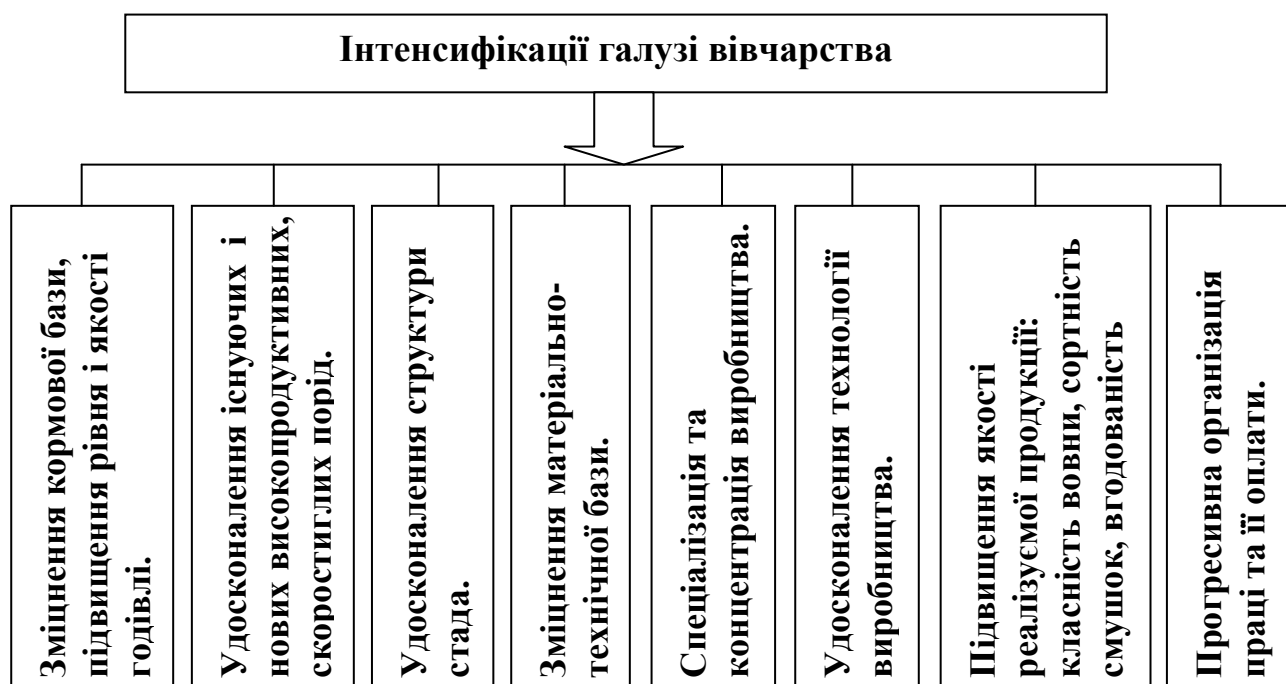 Інтенсифікації галузі вівчарства
Зміцнення кормової бази,
підвищення рівня і якості
годівлі.
Удосконалення існуючих і
нових високопродуктивних,
скоростиглих порід.
Удосконалення структури
стада.
Зміцнення матеріально-
технічної бази.
Спеціалізація та
концентрація виробництва.
Удосконалення технології
виробництва.
Підвищення якості
реалізуємої продукції:
класність вовни, сортність
смушок, вгодованість
Прогресивна організація
праці та її оплати.